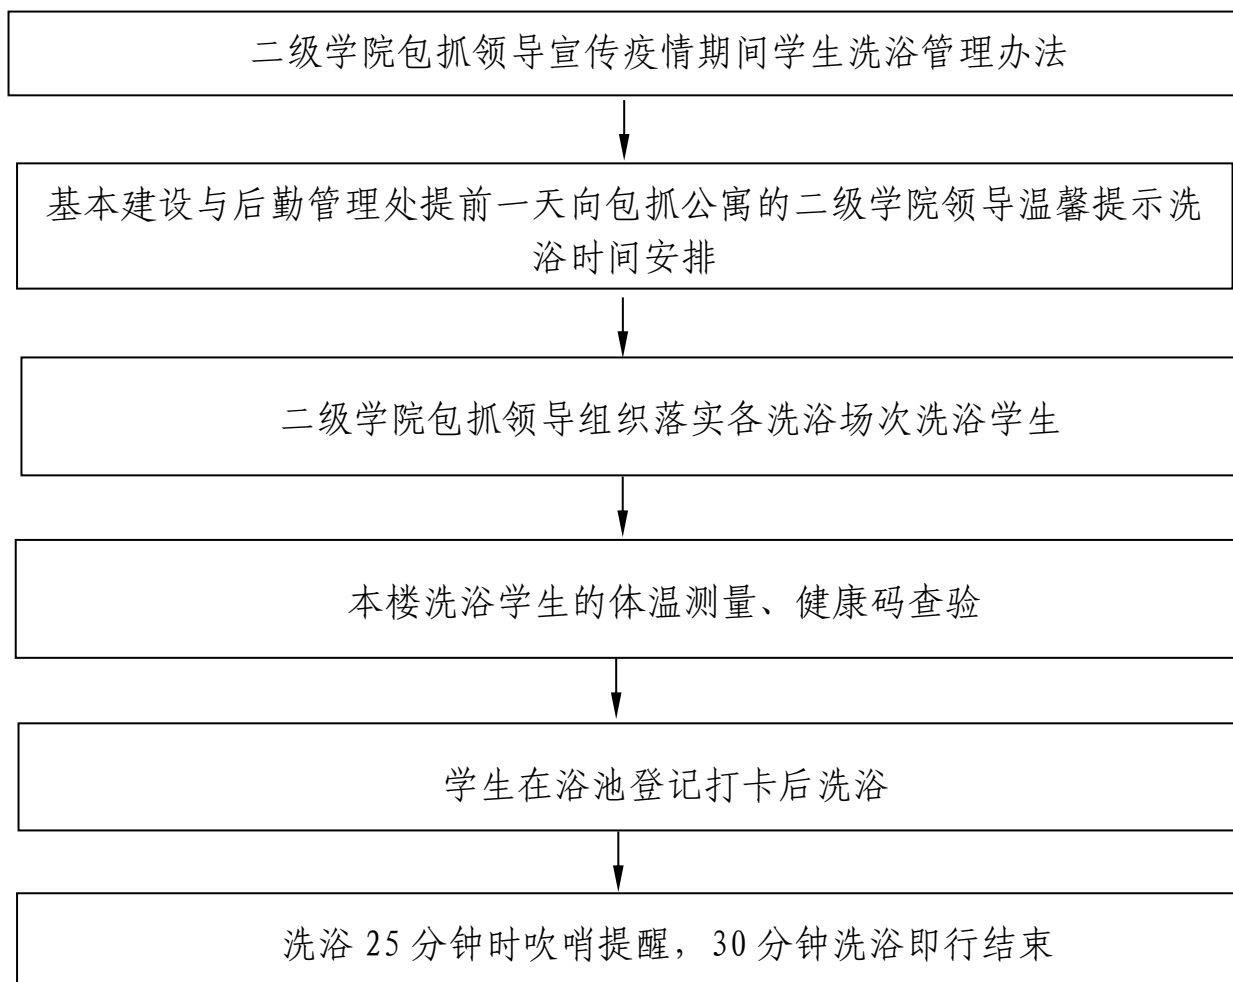 二级学院包抓领导宣传疫情期间学生洗浴管理办法
基本建设与后勤管理处提前一天向包抓公寓的二级学院领导温馨提示洗
浴时间安排
二级学院包抓领导组织落实各洗浴场次洗浴学生
本楼洗浴学生的体温测量、健康码查验
学生在浴池登记打卡后洗浴
洗浴 25 分钟时吹哨提醒，30 分钟洗浴即行结束